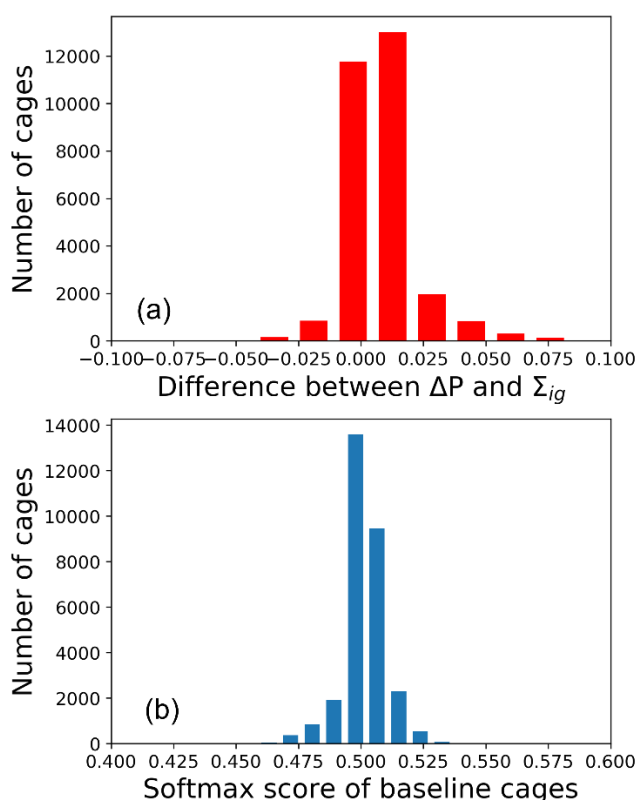 12000
10000
8000
6000
4000
2000
0
Number of cages
(a)
−0.100 −0.075 −0.050 −0.025 0.000 0.025 0.050 0.075 0.100
Difference between ΔP and Σ_ig
14000
12000
10000
8000
6000
4000
2000
0
Number of cages
(b)
0.400 0.425 0.450 0.475 0.500 0.525 0.550 0.575 0.600
Softmax score of baseline cages